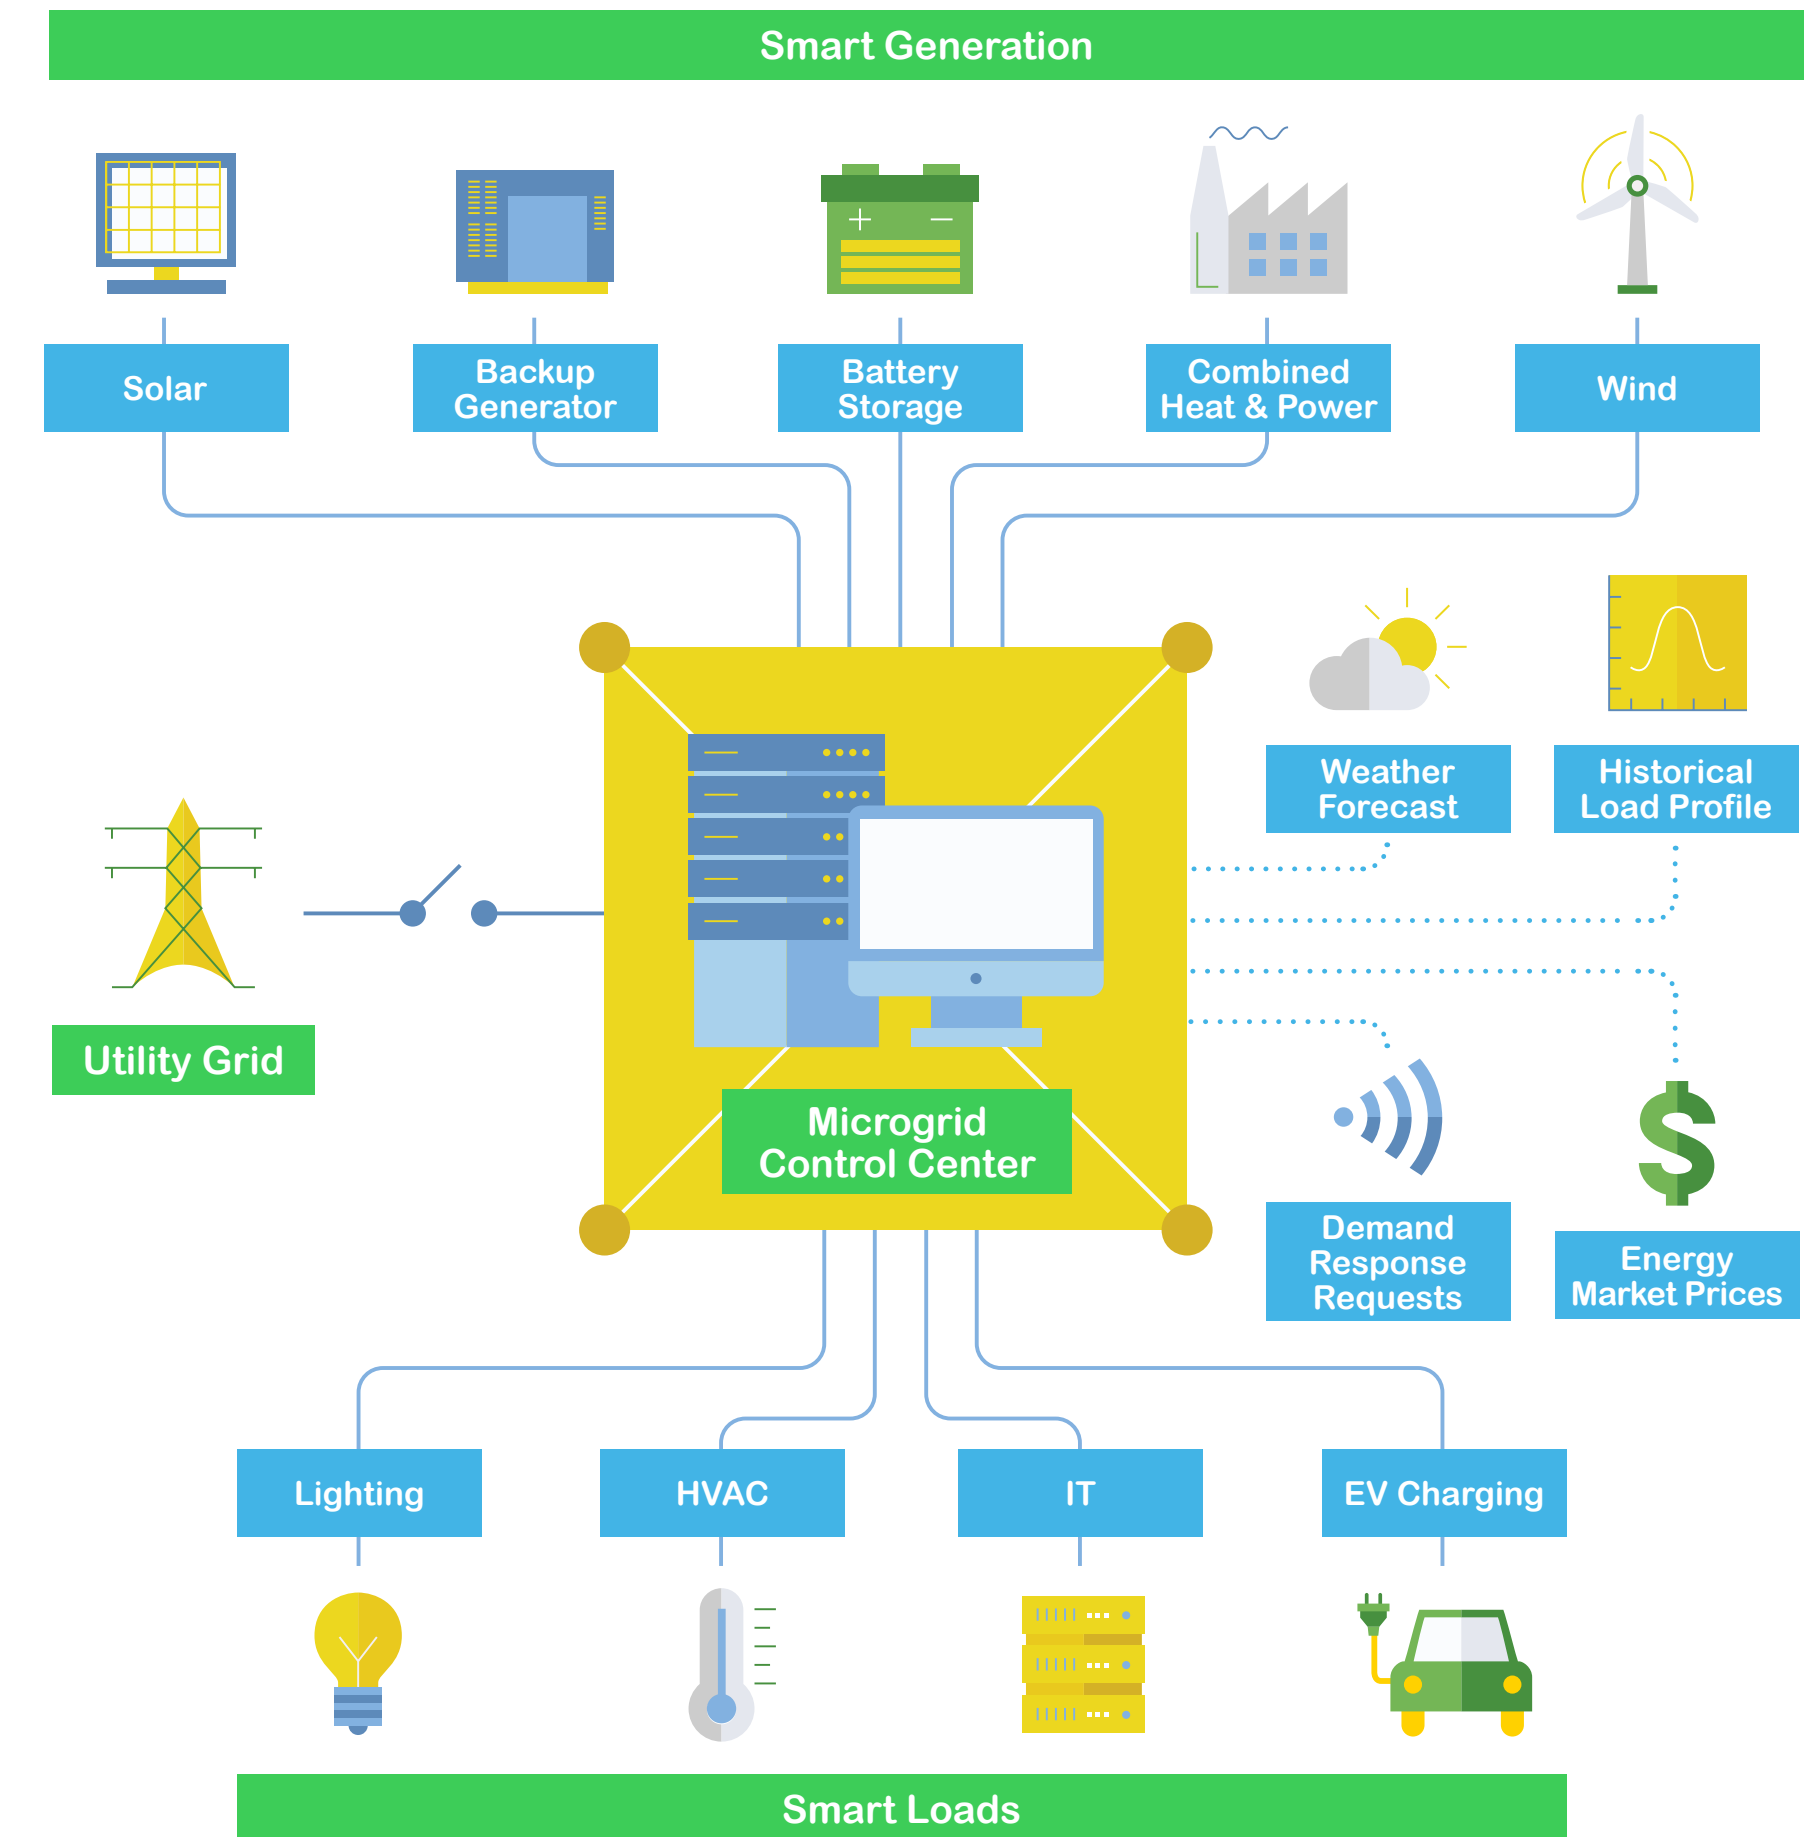 Smart Generation
Solar
Backup
Generator
Battery
Storage
Combined
Heat & Power
Wind
Weather
Forecast
Historical
Load Profile
Utility Grid
Microgrid
Control Center
Demand
Response
Requests
Energy
Market Prices
Lighting
HVAC
IT
EV Charging
Smart Loads